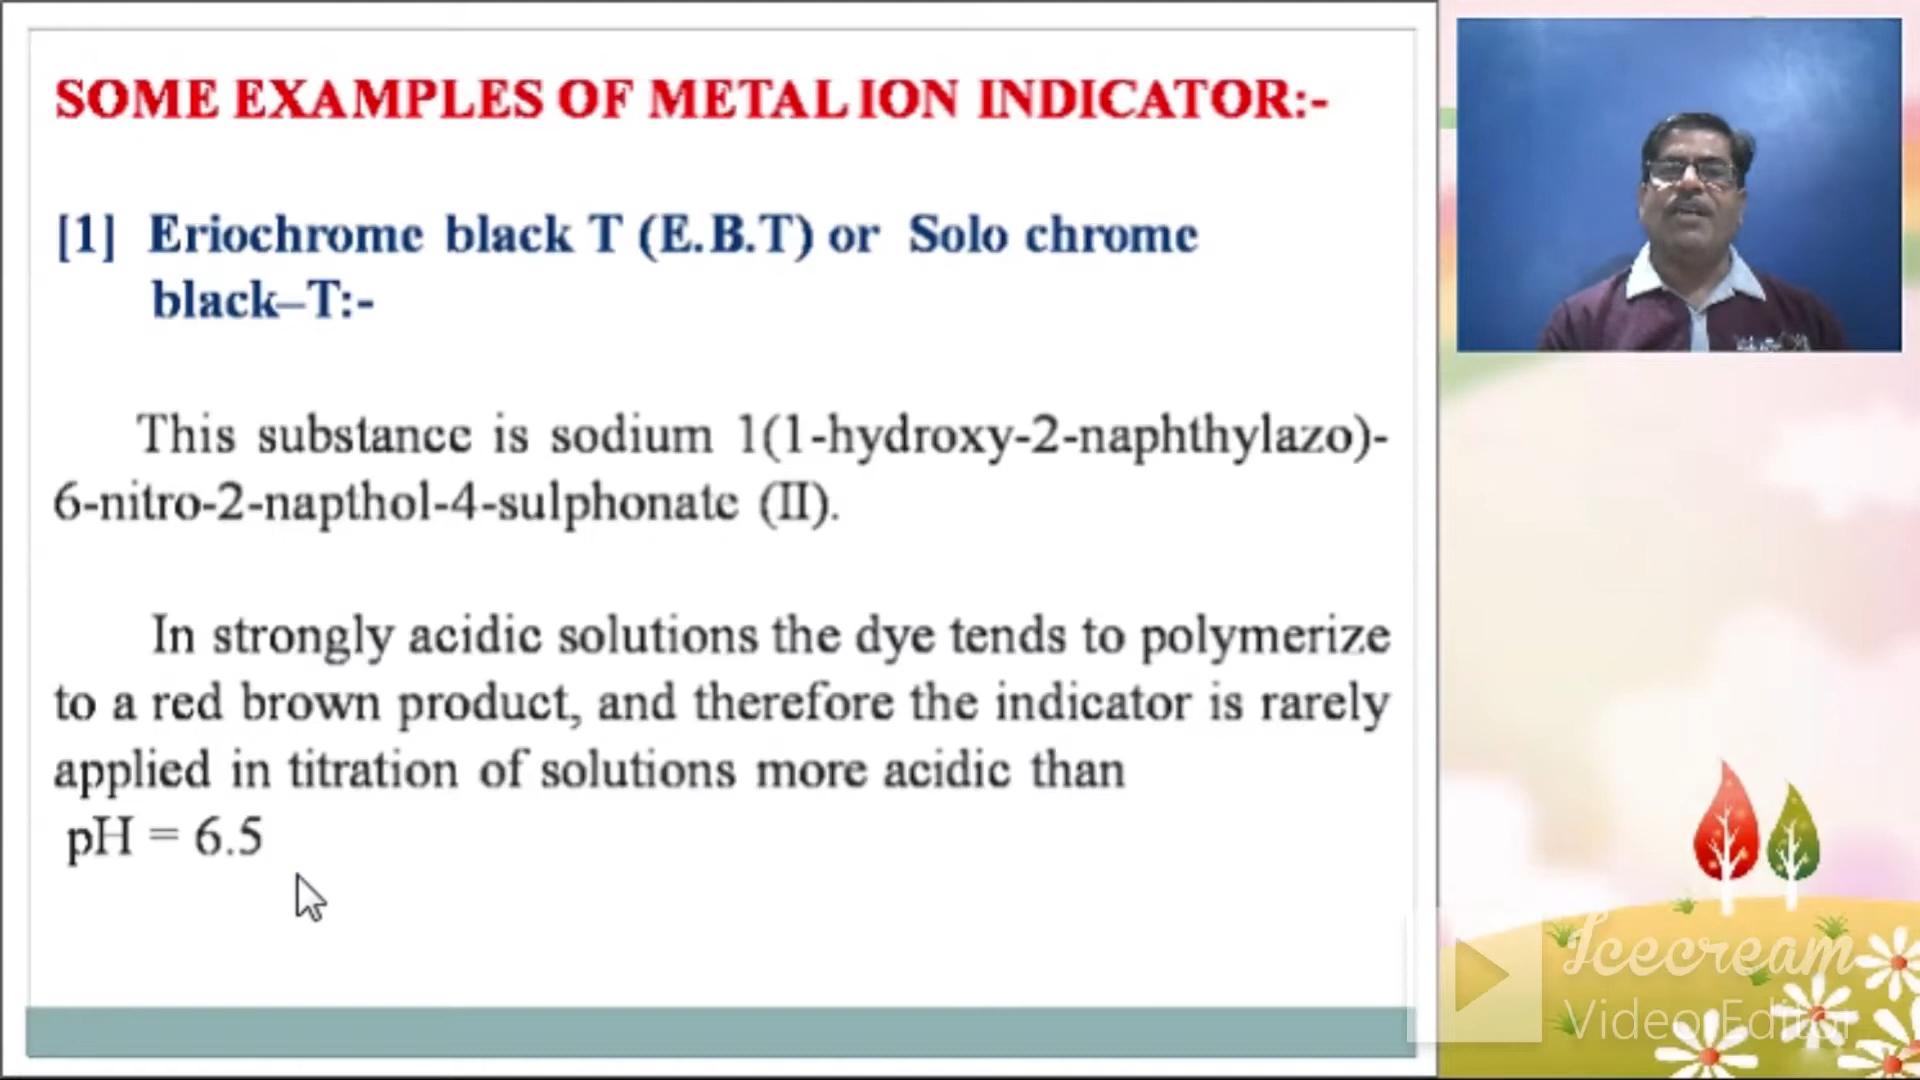 SOME EXAMPLES OF METAL ION INDICATOR:-
[1] Eriochrome black T (E.B.T) or Solo chrome
black–T:-
This substance is sodium 1(1-hydroxy-2-naphthylazo)-
6-nitro-2-napthol-4-sulphonate (II).
In strongly acidic solutions the dye tends to polymerize
to a red brown product, and therefore the indicator is rarely
applied in titration of solutions more acidic than
pH = 6.5
Icecream
Video Editor